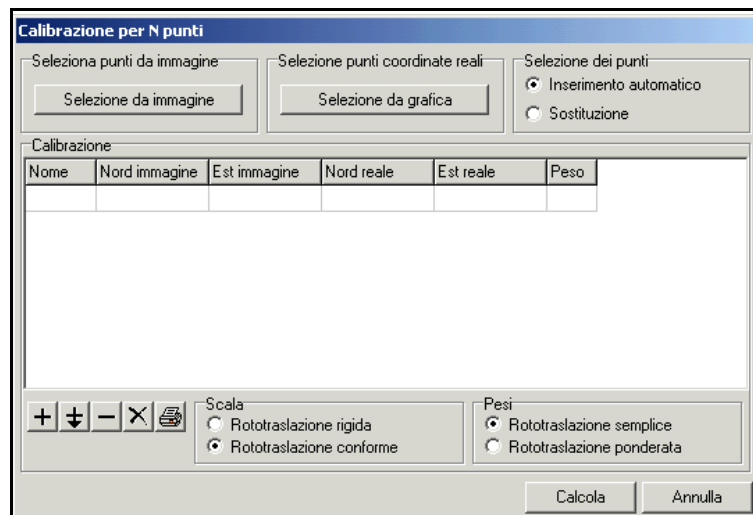 Calibrazione per N punti
Seleziona punti da immagine
Selezione da immagine
Selezione punti coordinate reali
Selezione da grafica
Selezione dei punti
Inserimento automatico
Sostituzione
Calibrazione
Nome Nord immagine Est immagine Nord reale Est reale Peso
Scala
Rototraslazione rigida
Rototraslazione conforme
Pesi
Rototraslazione semplice
Rototraslazione ponderata
Calcola Annulla